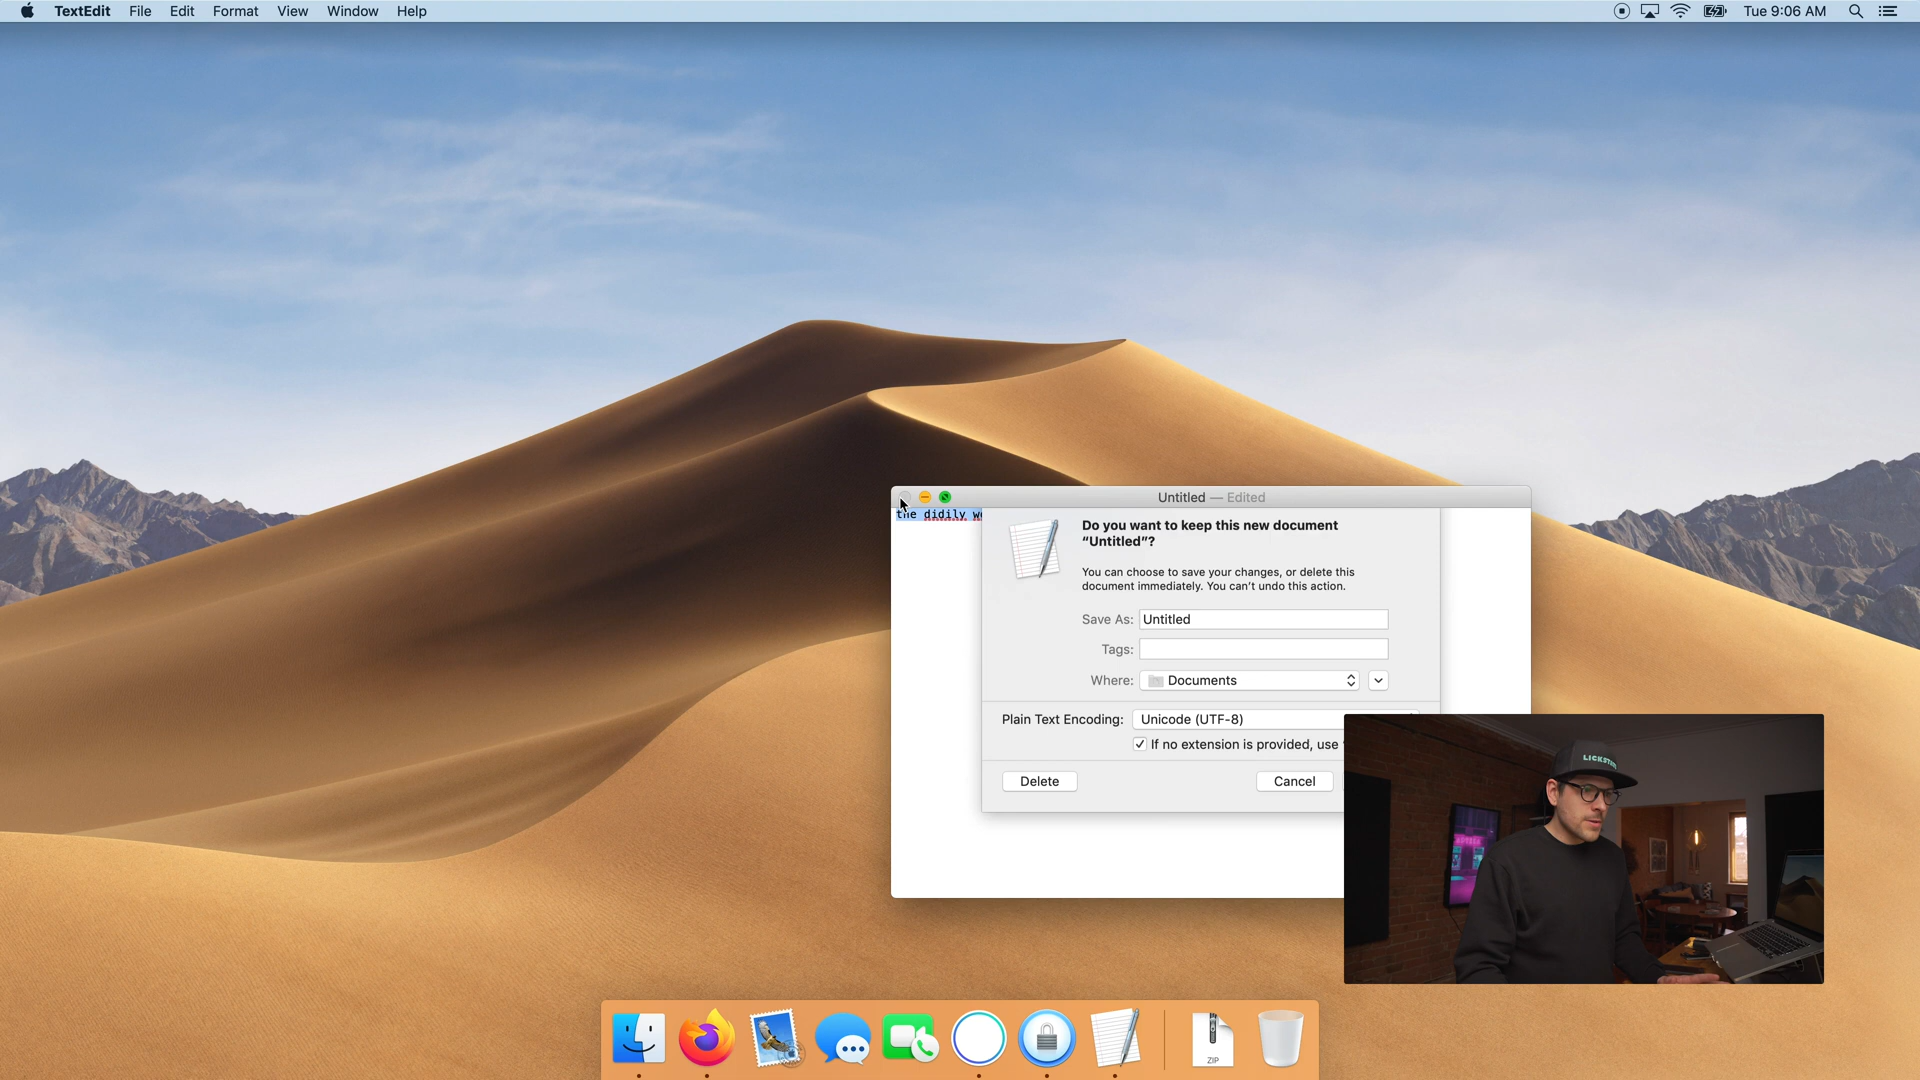 TextEdit File Edit Format View Window Help Tue 9:06 AM
Untitled — Edited
the didily
Do you want to keep this new document
“Untitled”?
You can choose to save your changes, or delete this
document immediately. You can’t undo this action.
Save As: Untitled
Tags:
Where: Documents
Plain Text Encoding: Unicode (UTF-8)
If no extension is provided, use
Delete Cancel
ZIP